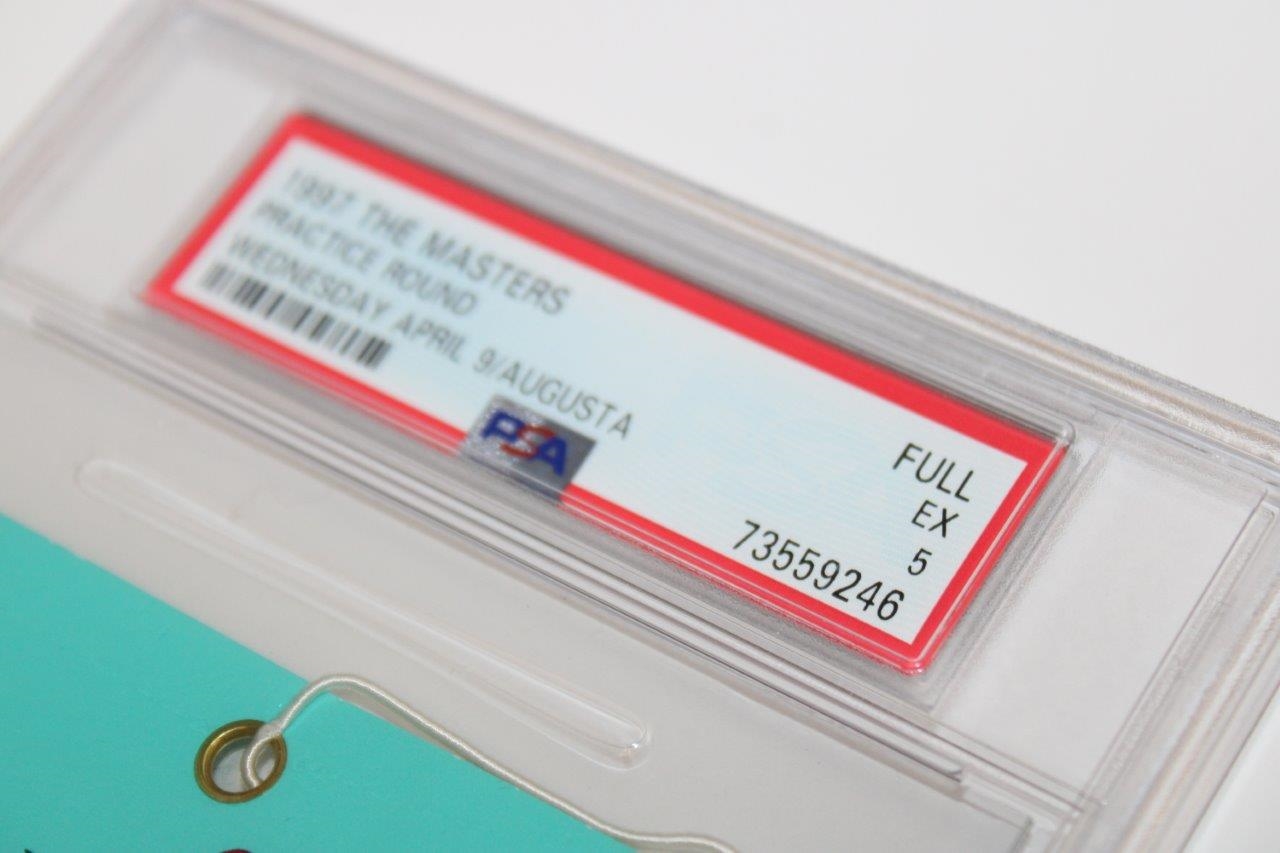 1997 THE MASTERS
PRACTICE ROUND
WEDNESDAY APRIL 9/AUGUSTA
PSA
FULL
EX
5
73559246